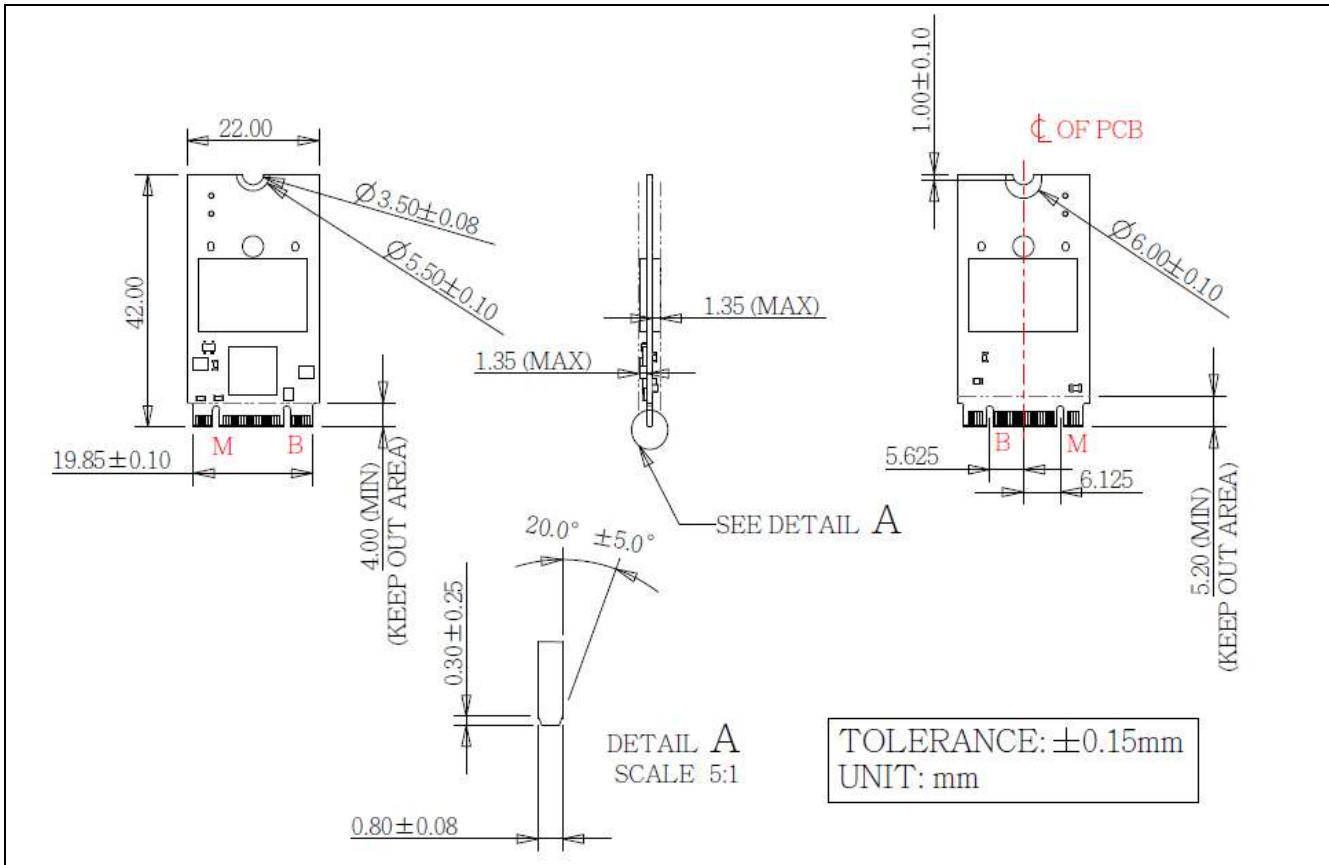 22.00
42.00
Ø3.50±0.08
Ø5.50±0.10
M
B
19.85±0.10
4.00 (MIN)
(KEEP OUT AREA)
1.35 (MAX)
1.35 (MAX)
SEE DETAIL A
1.00±0.10
℄ OF PCB
Ø6.00±0.10
B
M
5.625
6.125
5.20 (MIN)
(KEEP OUT AREA)
20.0° ±5.0°
0.30±0.25
0.80±0.08
DETAIL A
SCALE 5:1
TOLERANCE: ±0.15mm
UNIT: mm